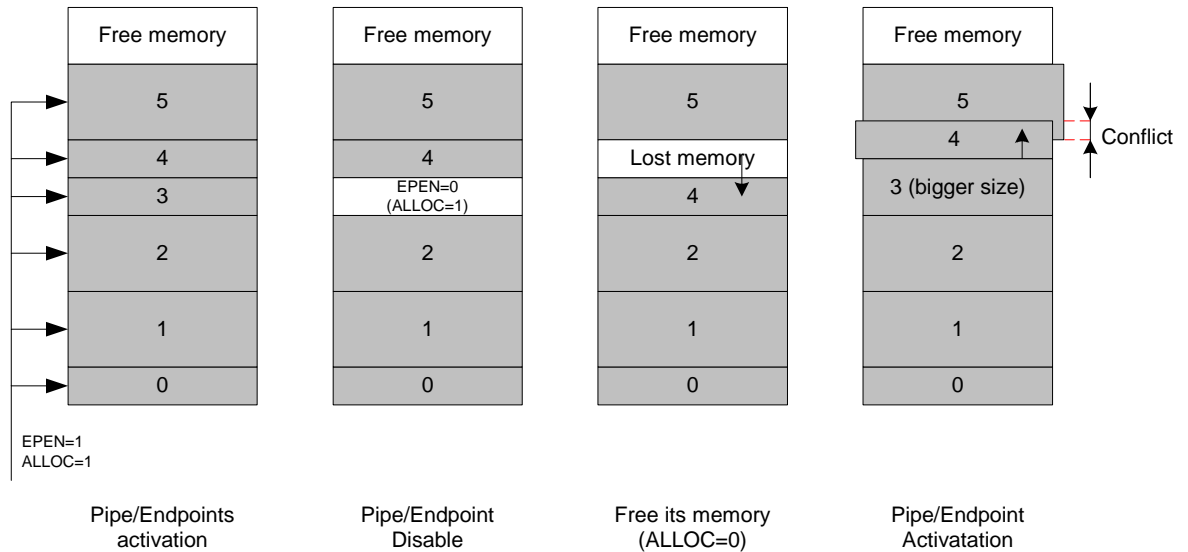 Free memory
5
4
3
2
1
0
EPEN=1
ALLOC=1
Pipe/Endpoints
activation
Free memory
5
4
EPEN=0
(ALLOC=1)
2
1
0
Pipe/Endpoint
Disable
Free memory
5
Lost memory
4
2
1
0
Free its memory
(ALLOC=0)
Free memory
5
4
Conflict
3 (bigger size)
2
1
0
Pipe/Endpoint
Activatation